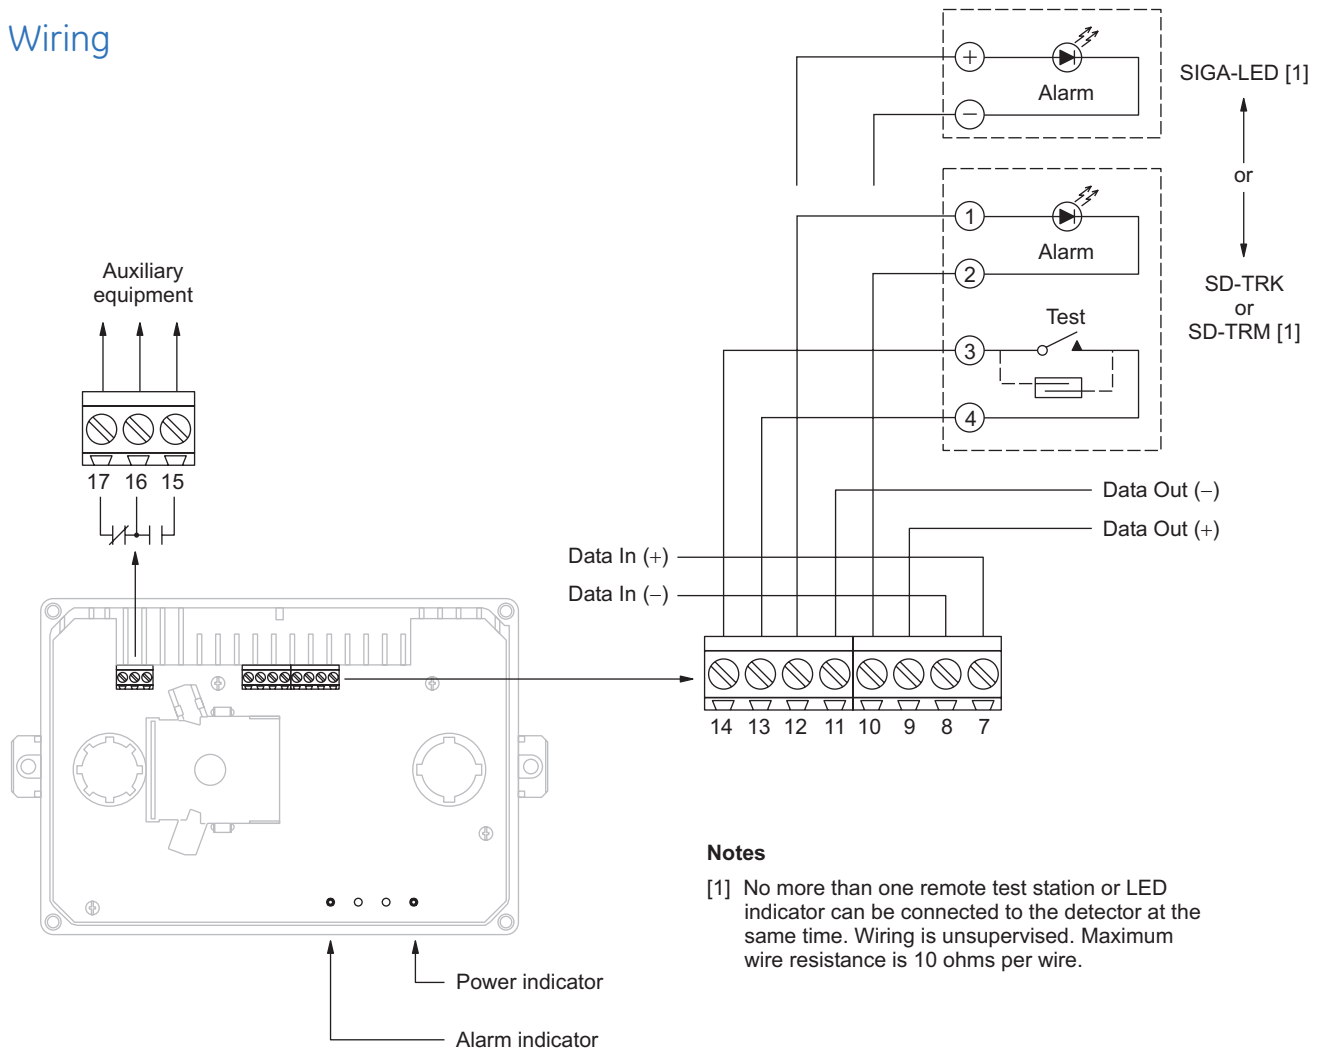 Wiring
+
Alarm
−
SIGA-LED [1]
or
1
Alarm
2
SD-TRK
or
SD-TRM [1]
Test
3
4
Auxiliary
equipment
17 16 15
Data Out (−)
Data Out (+)
Data In (+)
Data In (−)
14 13 12 11 10 9 8 7
Notes
[1] No more than one remote test station or LED
indicator can be connected to the detector at the
same time. Wiring is unsupervised. Maximum
wire resistance is 10 ohms per wire.
Power indicator
Alarm indicator